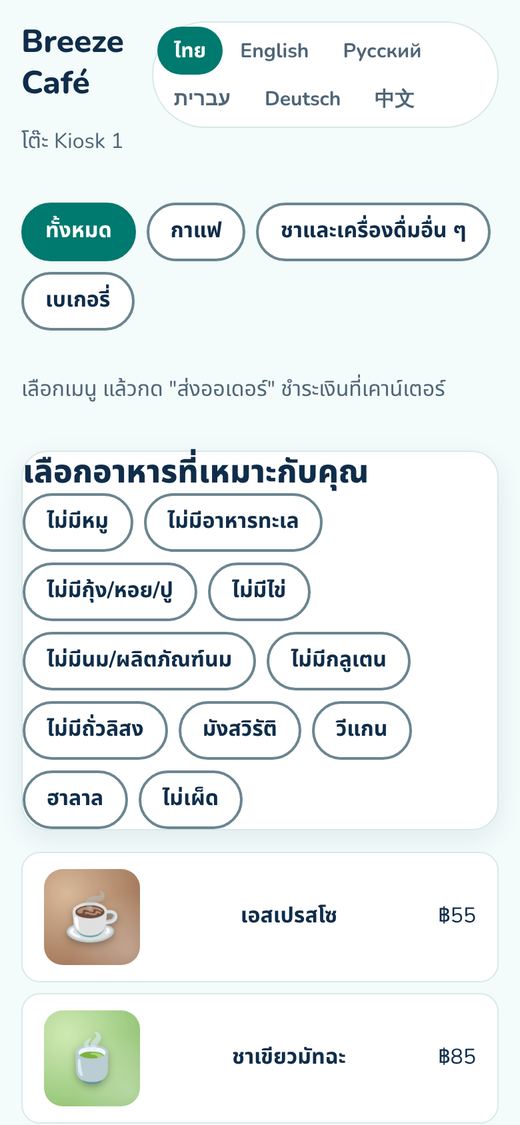 Breeze
Café
โต๊ะ Kiosk 1
ไทย English Русский
עברית Deutsch 中文
ทั้งหมด กาแฟ ชาและเครื่องดื่มอื่น ๆ
เบเกอรี่
เลือกเมนู แล้วกด "ส่งออเดอร์" ชำระเงินที่เคาน์เตอร์
เลือกอาหารที่เหมาะกับคุณ
ไม่มีหมู ไม่มีอาหารทะเล
ไม่มีกุ้ง/หอย/ปู ไม่มีไข่
ไม่มีนม/ผลิตภัณฑ์นม ไม่มีกลูเตน
ไม่มีถั่วลิสง มังสวิรัติ วีแกน
ฮาลาล ไม่เผ็ด
เอสเปรสโซ ฿55
ชาเขียวมัทฉะ ฿85